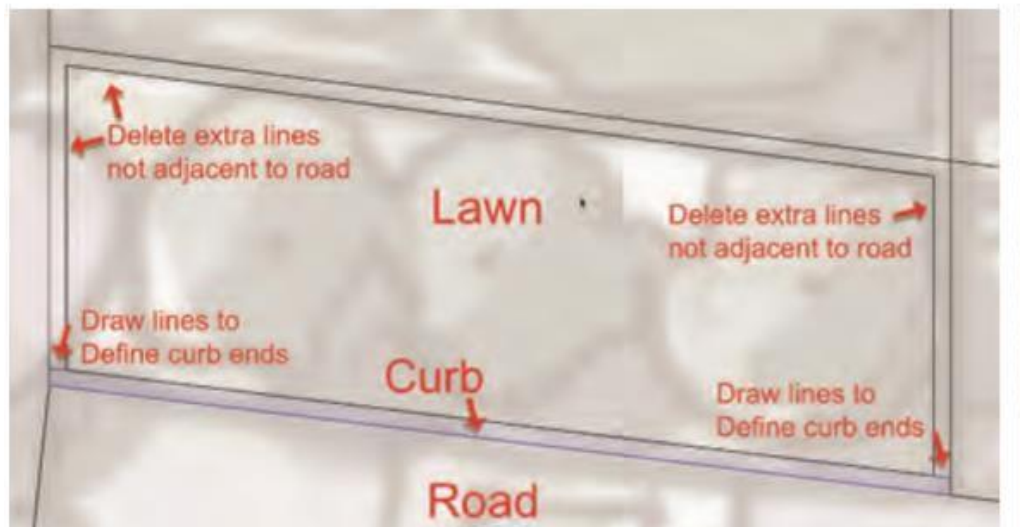 Delete extra lines
not adjacent to road
Lawn
Delete extra lines
not adjacent to road
Draw lines to
Define curb ends
Curb
Draw lines to
Define curb ends
Road